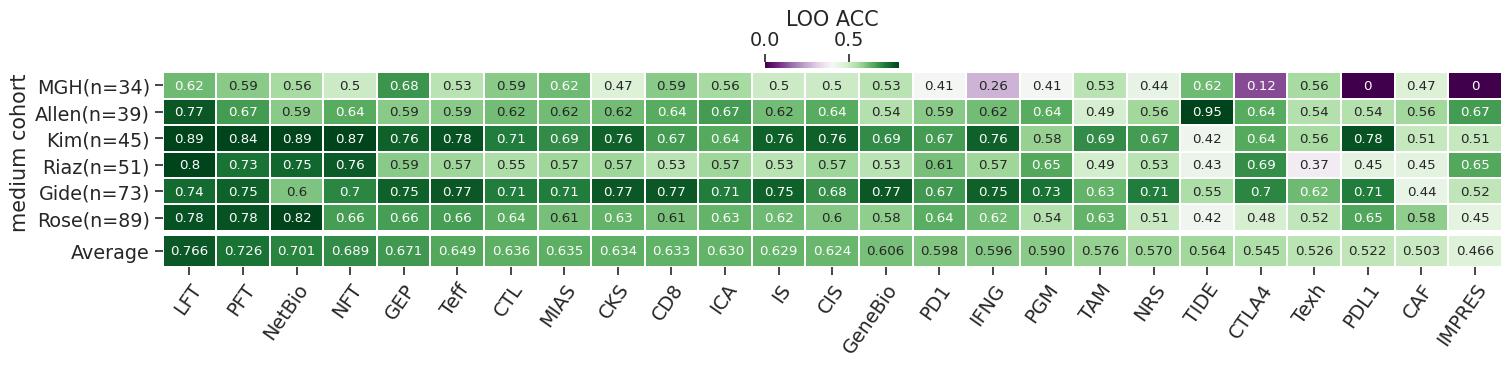 LOO ACC
0.0 0.5
medium cohort
MGH(n=34) 0.62 0.59 0.56 0.5 0.68 0.53 0.59 0.62 0.47 0.59 0.56 0.5 0.5 0.53 0.41 0.26 0.41 0.53 0.44 0.62 0.12 0.56 0 0.47 0
Allen(n=39) 0.77 0.67 0.59 0.64 0.59 0.59 0.62 0.62 0.62 0.64 0.67 0.62 0.64 0.54 0.59 0.62 0.64 0.49 0.56 0.95 0.64 0.54 0.54 0.56 0.67
Kim(n=45) 0.89 0.84 0.89 0.87 0.76 0.78 0.71 0.69 0.76 0.67 0.64 0.76 0.76 0.69 0.67 0.76 0.58 0.69 0.67 0.42 0.64 0.56 0.78 0.51 0.51
Riaz(n=51) 0.8 0.73 0.75 0.76 0.59 0.57 0.55 0.57 0.57 0.53 0.57 0.53 0.57 0.53 0.61 0.57 0.65 0.49 0.53 0.43 0.69 0.37 0.45 0.45 0.65
Gide(n=73) 0.74 0.75 0.6 0.7 0.75 0.77 0.71 0.71 0.77 0.77 0.71 0.75 0.68 0.77 0.67 0.75 0.73 0.63 0.71 0.55 0.7 0.62 0.71 0.44 0.52
Rose(n=89) 0.78 0.78 0.82 0.66 0.66 0.66 0.64 0.61 0.63 0.61 0.63 0.62 0.6 0.58 0.64 0.62 0.54 0.63 0.51 0.42 0.48 0.52 0.65 0.58 0.45
Average 0.766 0.726 0.701 0.689 0.671 0.649 0.636 0.635 0.634 0.633 0.630 0.629 0.624 0.606 0.598 0.596 0.590 0.576 0.570 0.564 0.545 0.526 0.522 0.503 0.466
LFT PFT NetBio NFT GEP Teff CTL MIAS CKS CD8 ICA IS CIS GeneBio PD1 IFNG PGM TAM NRS TIDE CTLA4 Texh PDL1 CAF IMPRES